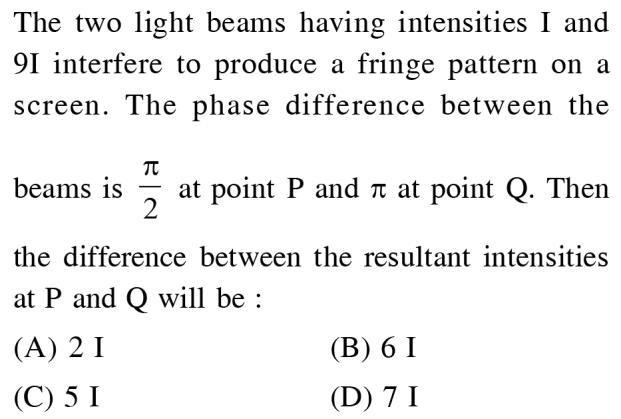 The two light beams having intensities I and
9I interfere to produce a fringe pattern on a
screen. The phase difference between the
beams is π/2 at point P and π at point Q. Then
the difference between the resultant intensities
at P and Q will be :
(A) 2 I (B) 6 I
(C) 5 I (D) 7 I